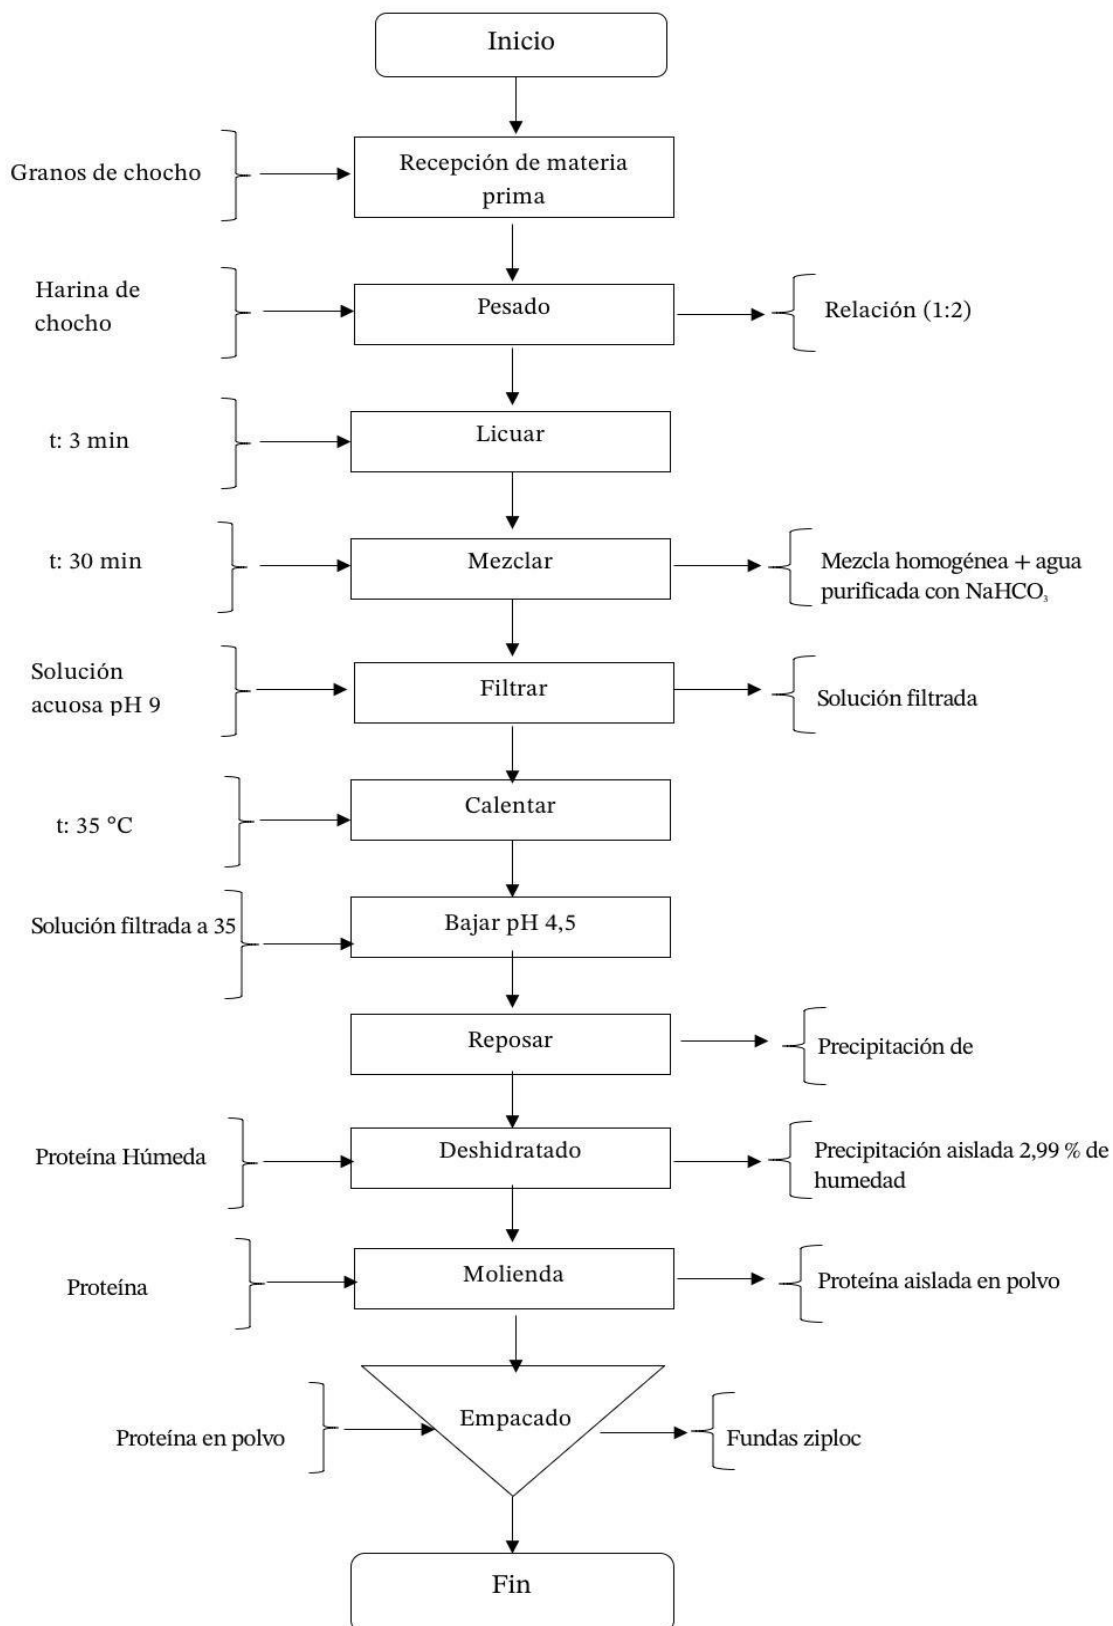 Inicio
Granos de chocho
Recepción de materia
prima
Harina de
chocho
Pesado
Relación (1:2)
t: 3 min
Licuar
t: 30 min
Mezclar
Mezcla homogénea + agua
purificada con NaHCO₃
Solución
acuosa pH 9
Filtrar
Solución filtrada
t: 35 °C
Calentar
Solución filtrada a 35
Bajar pH 4,5
Reposar
Precipitación de
Proteína Húmeda
Deshidratado
Precipitación aislada 2,99 % de
humedad
Proteína
Molienda
Proteína aislada en polvo
Proteína en polvo
Empacado
Fundas ziploc
Fin